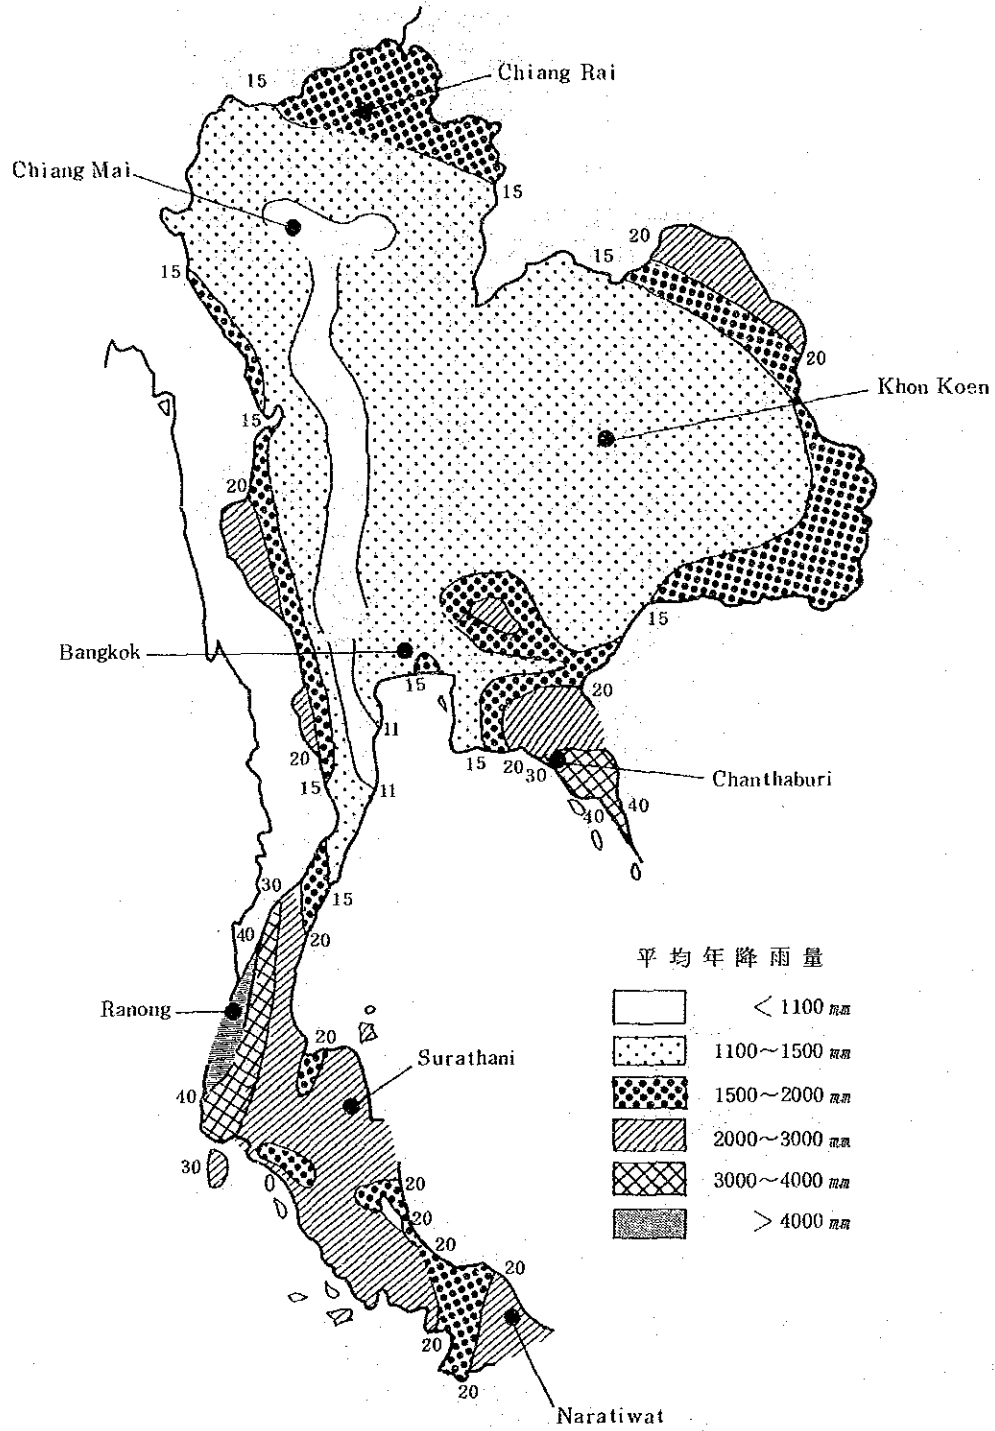 15
Chiang Rai
Chiang Mai
15
20
15
15
20
Khon Koen
15
20
15
Bangkok
15
20
11
20
15
20
30
15
11
Chanthaburi
40
40
30
15
40
20
平均年降雨量
Ranong
< 1100 mm
20
1100～1500 mm
Surathani
40
1500～2000 mm
2000～3000 mm
30
20
3000～4000 mm
20
> 4000 mm
20
20
20
20
Naratiwat